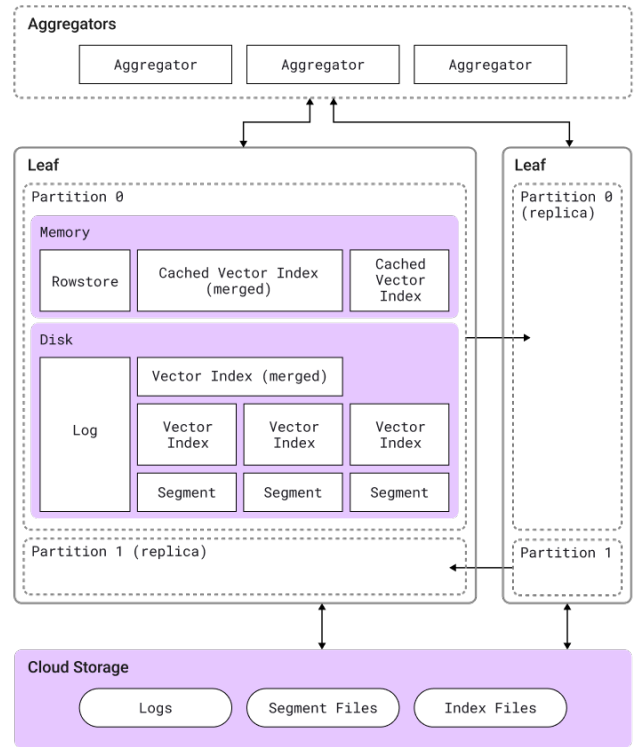 Aggregators
Aggregator
Aggregator
Aggregator
Leaf
Partition 0
Memory
Rowstore
Cached Vector Index
(merged)
Cached
Vector
Index
Disk
Log
Vector Index (merged)
Vector
Index
Vector
Index
Vector
Index
Segment
Segment
Segment
Partition 1 (replica)
Leaf
Partition 0
(replica)
Partition 1
Cloud Storage
Logs
Segment Files
Index Files